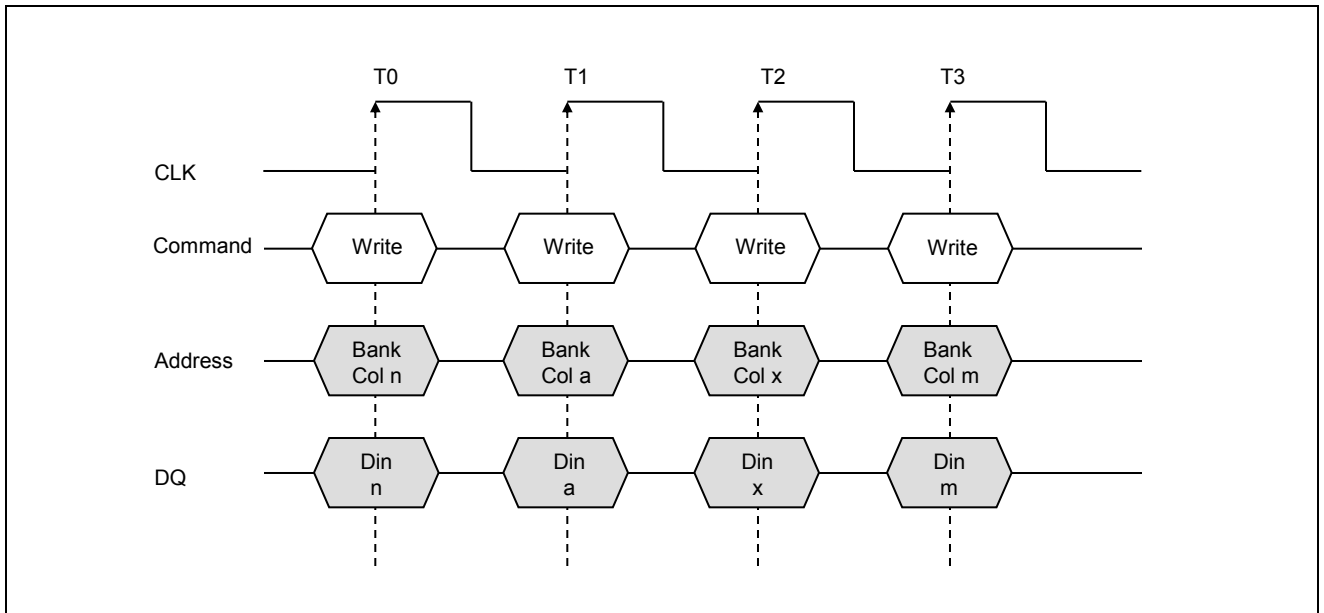 T0 T1 T2 T3
CLK
Command Write Write Write Write
Address Bank Bank Bank Bank
Col n Col a Col x Col m
DQ Din Din Din Din
n a x m